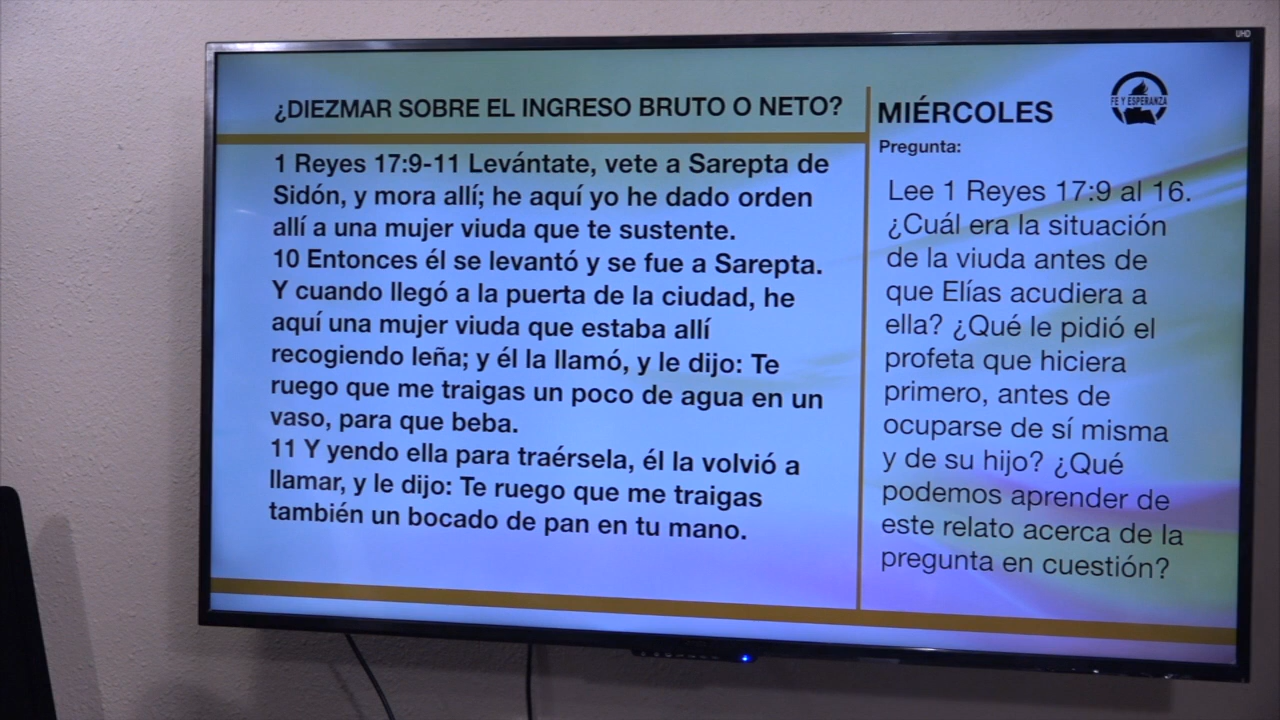 UHD
¿DIEZMAR SOBRE EL INGRESO BRUTO O NETO?
1 Reyes 17:9-11 Levántate, vete a Sarepta de
Sidón, y mora allí; he aquí yo he dado orden
allí a una mujer viuda que te sustente.
10 Entonces él se levantó y se fue a Sarepta.
Y cuando llegó a la puerta de la ciudad, he
aquí una mujer viuda que estaba allí
recogiendo leña; y él la llamó, y le dijo: Te
ruego que me traigas un poco de agua en un
vaso, para que beba.
11 Y yendo ella para traérsela, él la volvió a
llamar, y le dijo: Te ruego que me traigas
también un bocado de pan en tu mano.
MIÉRCOLES
FE Y ESPERANZA
Pregunta:
Lee 1 Reyes 17:9 al 16.
¿Cuál era la situación
de la viuda antes de
que Elías acudiera a
ella? ¿Qué le pidió el
profeta que hiciera
primero, antes de
ocuparse de sí misma
y de su hijo? ¿Qué
podemos aprender de
este relato acerca de la
pregunta en cuestión?